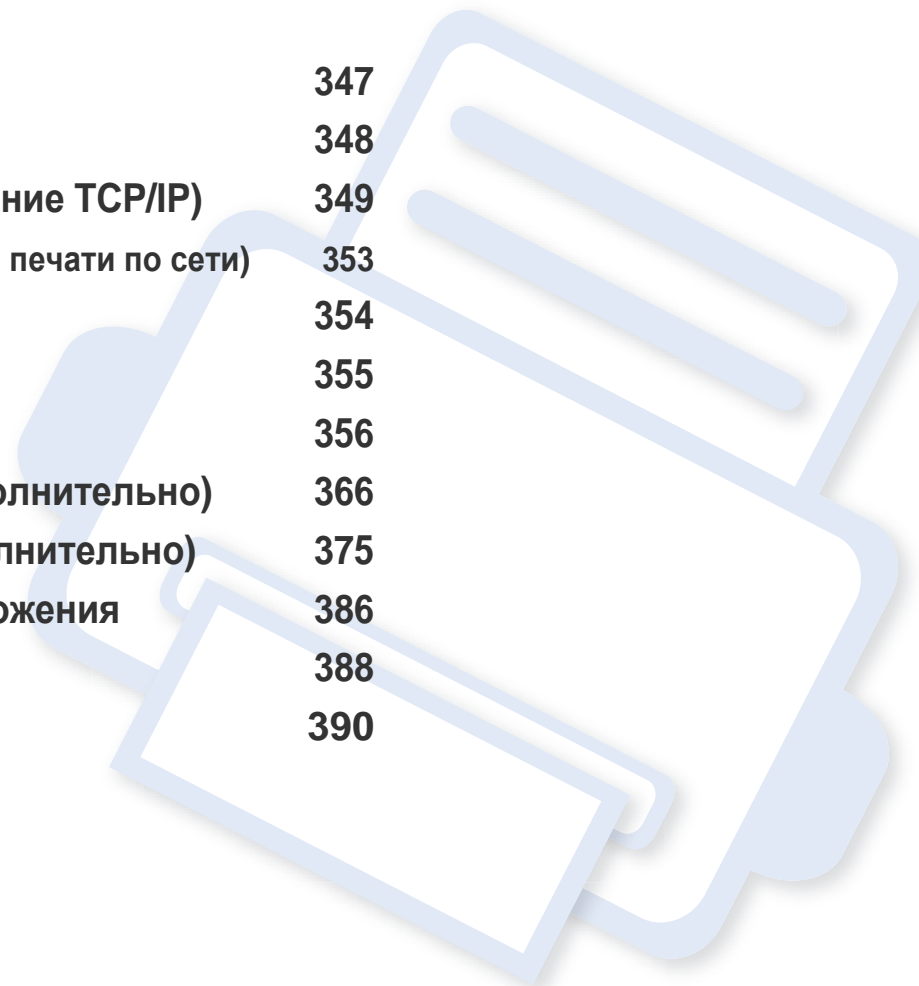 347
348
ние TCP/IP) 349
печати по сети) 353
354
355
356
олнительно) 366
лнительно) 375
ожения 386
388
390